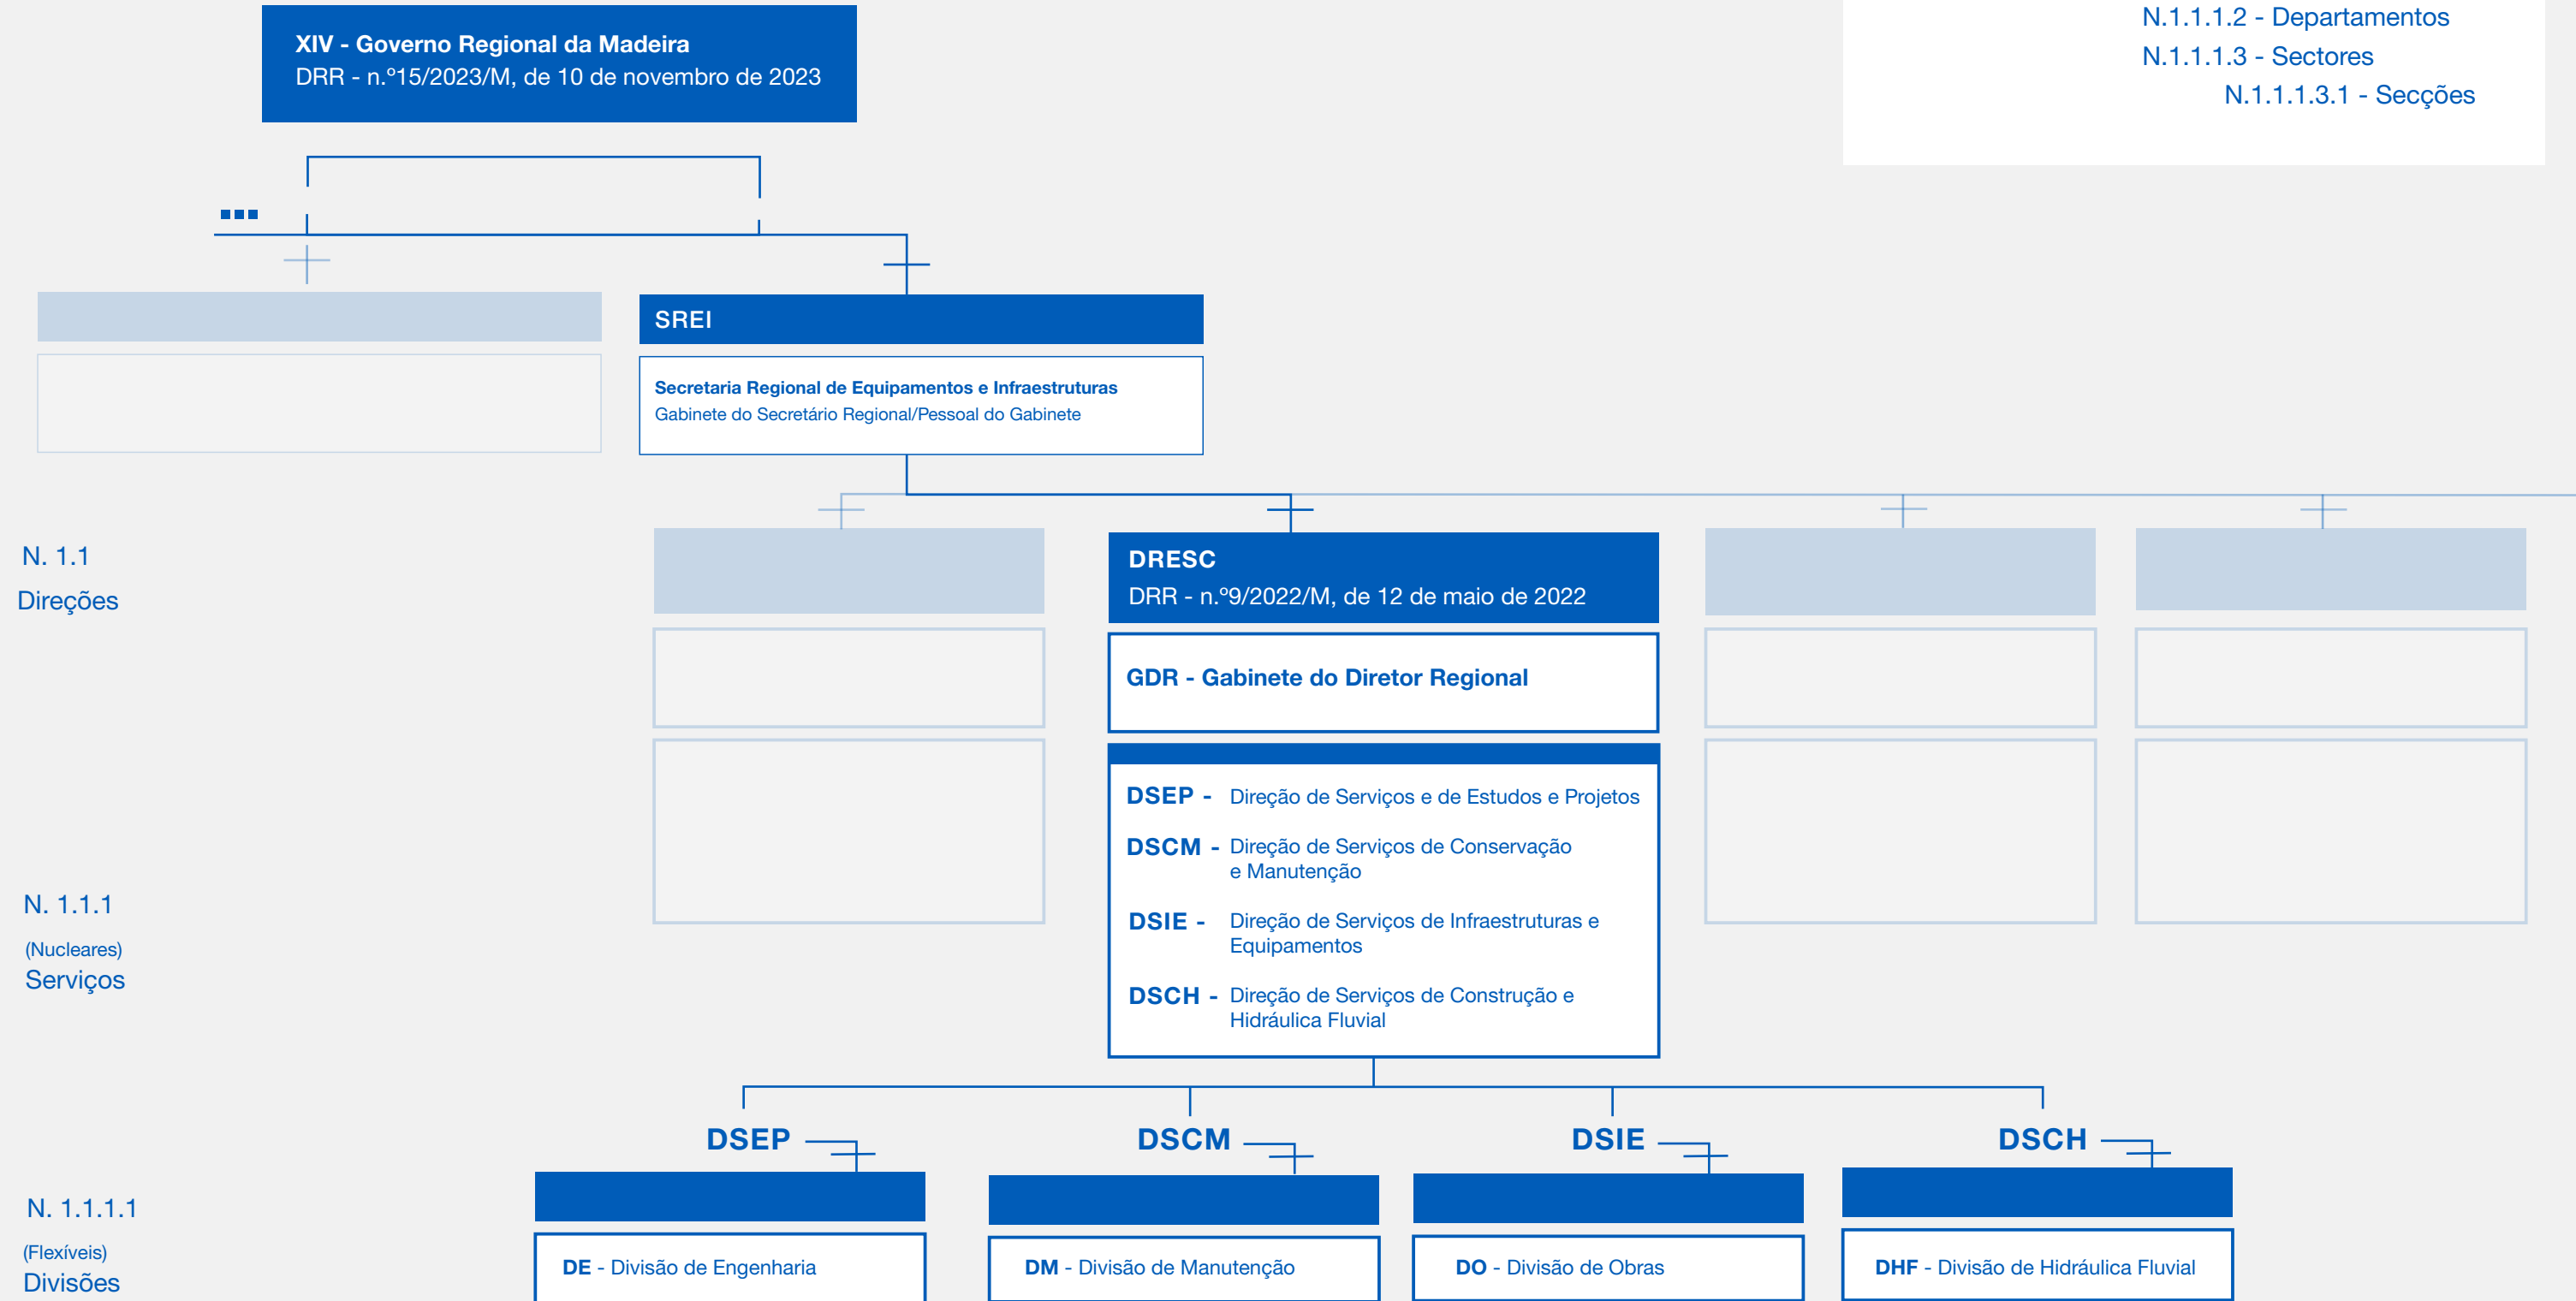 N.1.1.1.2 - Departamentos
N.1.1.1.3 - Sectores
N.1.1.1.3.1 - Secções
XIV - Governo Regional da Madeira
DRR - n.º15/2023/M, de 10 de novembro de 2023
SREI
Secretaria Regional de Equipamentos e Infraestruturas
Gabinete do Secretário Regional/Pessoal do Gabinete
N. 1.1
Direções
DRESC
DRR - n.º9/2022/M, de 12 de maio de 2022
GDR - Gabinete do Diretor Regional
N. 1.1.1
(Nucleares)
Serviços
DSEP - Direção de Serviços e de Estudos e Projetos
DSCM - Direção de Serviços de Conservação
e Manutenção
DSIE - Direção de Serviços de Infraestruturas e
Equipamentos
DSCH - Direção de Serviços de Construção e
Hidráulica Fluvial
DSEP
DSCM
DSIE
DSCH
N. 1.1.1.1
(Flexíveis)
Divisões
DE - Divisão de Engenharia
DM - Divisão de Manutenção
DO - Divisão de Obras
DHF - Divisão de Hidráulica Fluvial